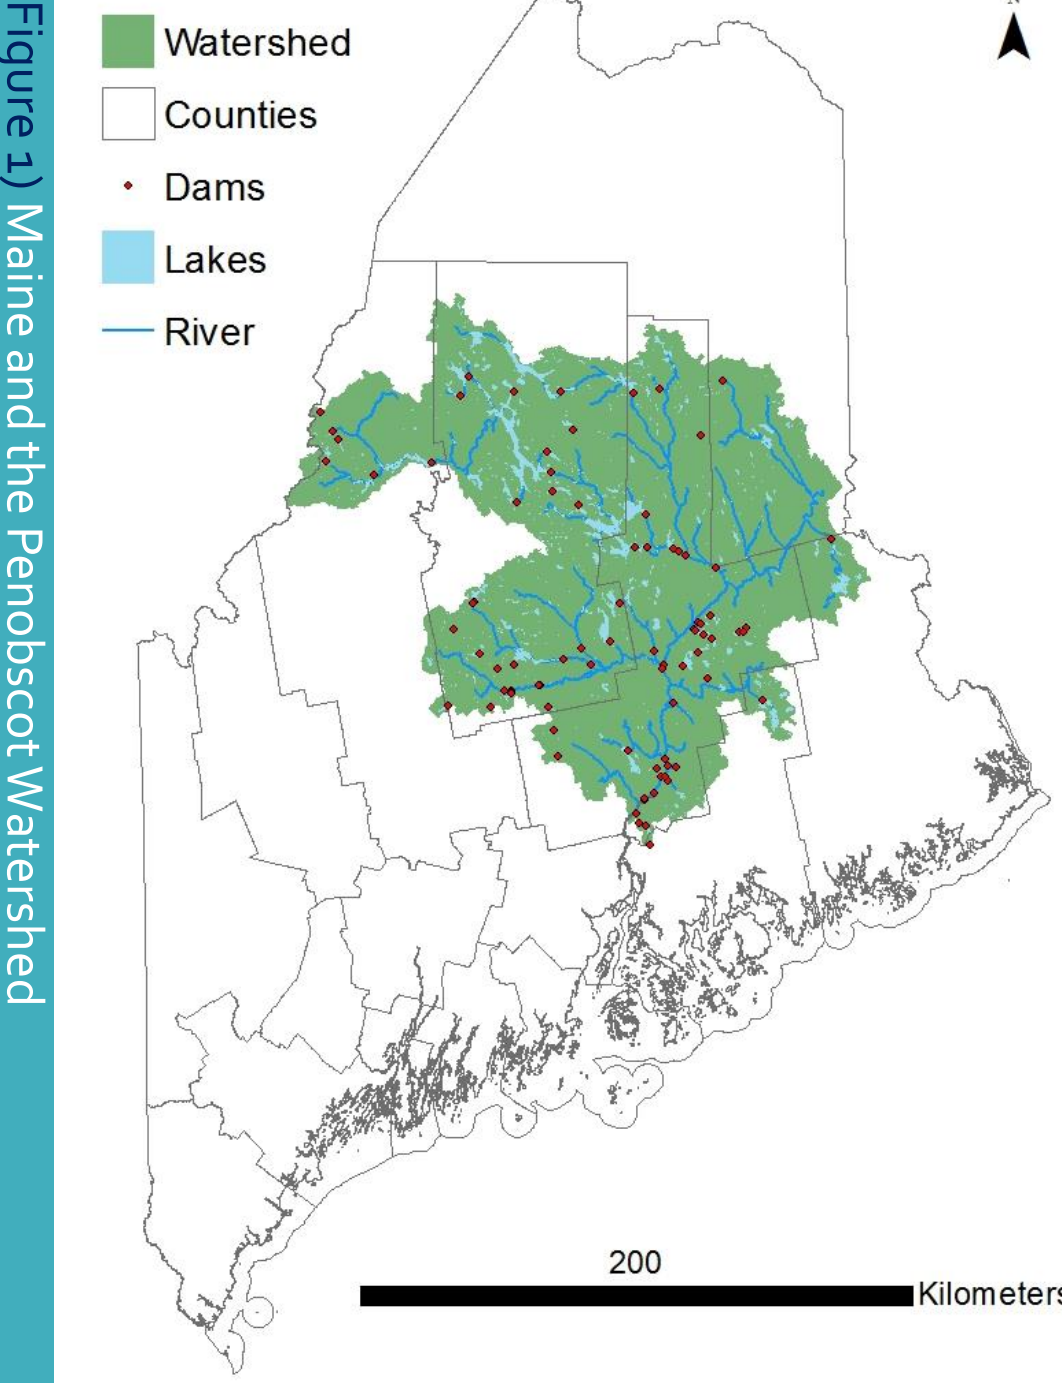 Figure 1) Maine and the Penobscot Watershed
Watershed
Counties
Dams
Lakes
River
N
200
Kilometers